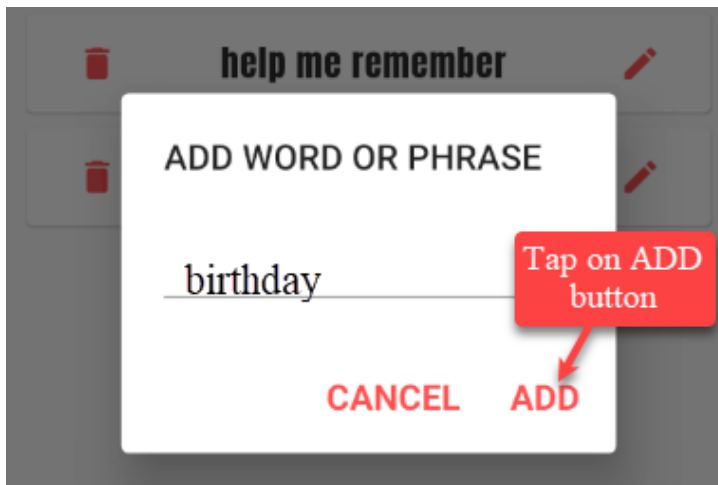 help me remember
ADD WORD OR PHRASE
birthday
Tap on ADD
button
CANCEL ADD